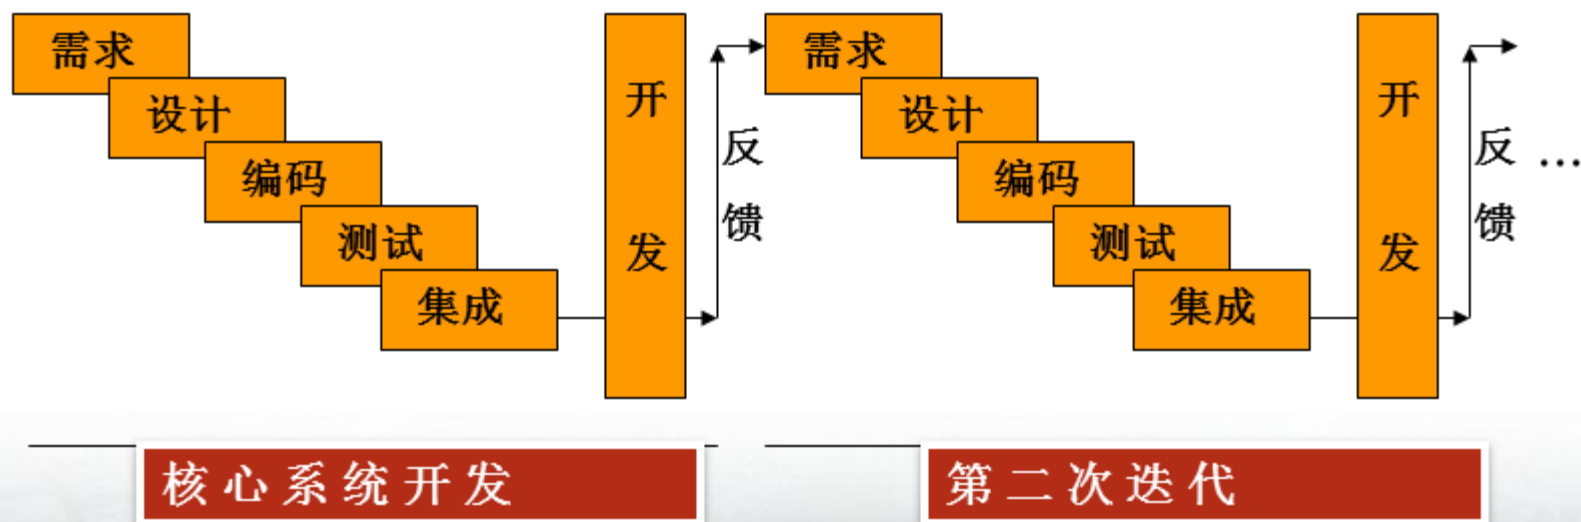 需求
设计
编码
测试
集成
开
发
反
馈
需求
设计
编码
测试
集成
开
发
反
馈
…
核心系统开发
第二次迭代